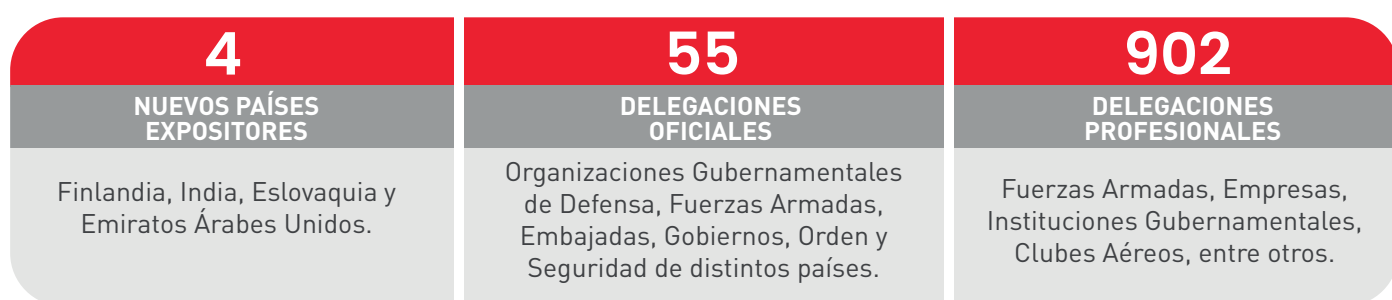 4
NUEVOS PAÍSES
EXPOSITORES
Finlandia, India, Eslovaquia y
Emiratos Árabes Unidos.
55
DELEGACIONES
OFICIALES
Organizaciones Gubernamentales
de Defensa, Fuerzas Armadas,
Embajadas, Gobiernos, Orden y
Seguridad de distintos países.
902
DELEGACIONES
PROFESIONALES
Fuerzas Armadas, Empresas,
Instituciones Gubernamentales,
Clubes Aéreos, entre otros.